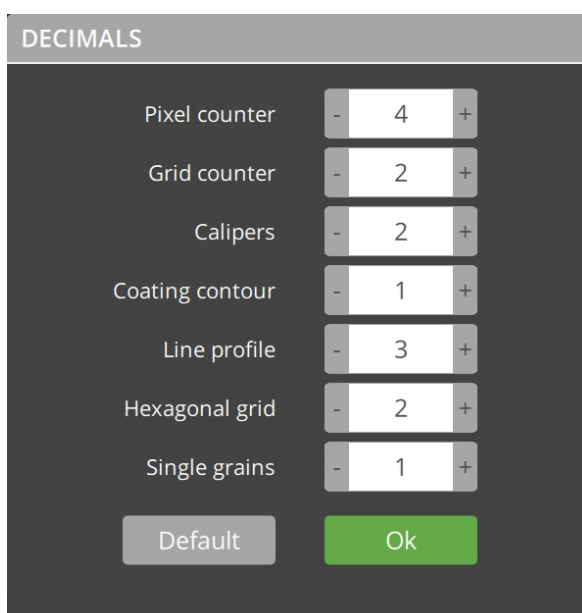 DECIMALS
Pixel counter - 4 +
Grid counter - 2 +
Calipers - 2 +
Coating contour - 1 +
Line profile - 3 +
Hexagonal grid - 2 +
Single grains - 1 +
Default Ok